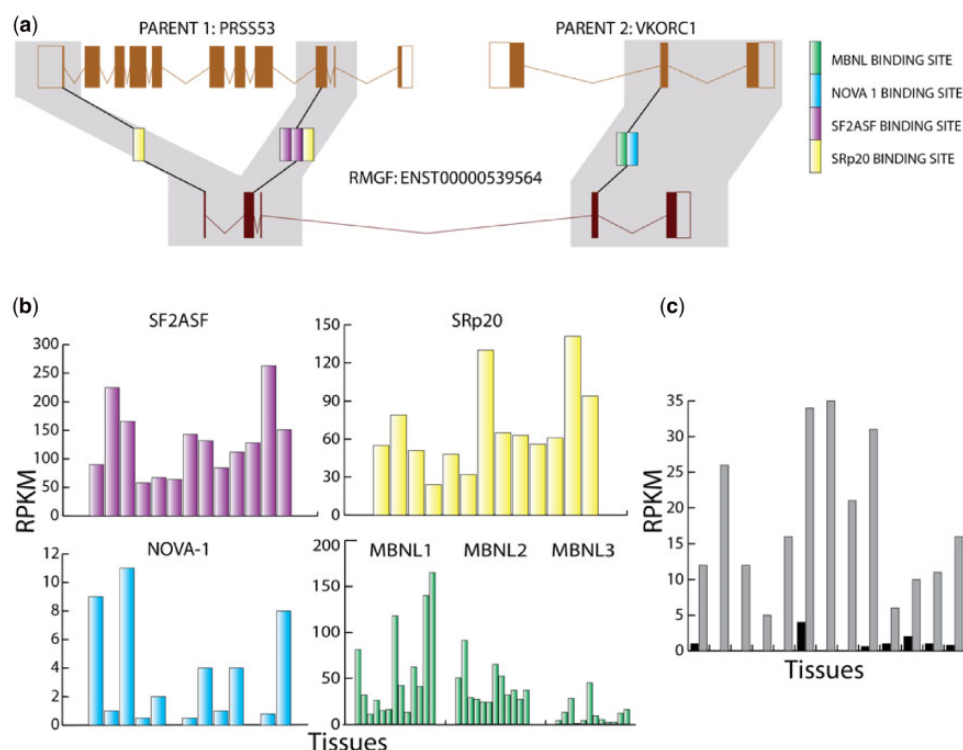 (a)
PARENT 1: PRSS53
PARENT 2: VKORC1
MBNL BINDING SITE
NOVA 1 BINDING SITE
SF2ASF BINDING SITE
SRp20 BINDING SITE
RMGF: ENST00000539564
(b)
SF2ASF
SRp20
(c)
RPKM
300
250
200
150
100
50
0
150
120
90
60
30
0
NOVA-1
MBNL1
MBNL2
MBNL3
12
10
8
6
4
2
0
200
150
100
50
0
Tissues
RPKM
35
30
25
20
15
10
5
0
Tissues